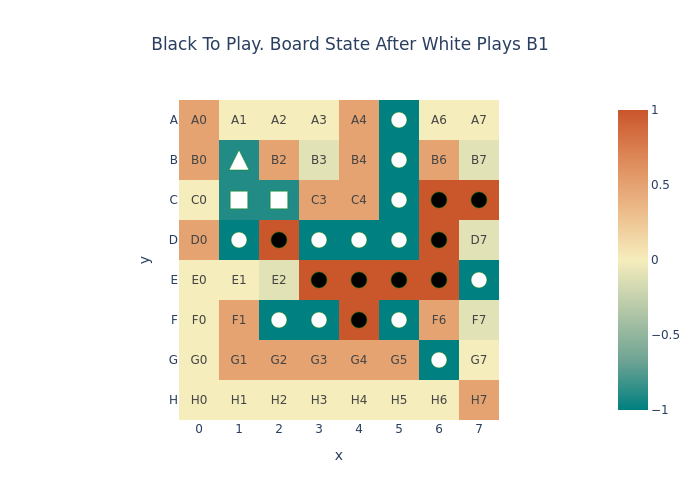 Black To Play. Board State After White Plays B1
A A0 A1 A2 A3 A4 A6 A7
B B0 B2 B3 B4 B6 B7
C C0 C3 C4
D D0 D7
E E0 E1 E2
F F0 F1 F6 F7
G G0 G1 G2 G3 G4 G5 G7
H H0 H1 H2 H3 H4 H5 H6 H7
0 1 2 3 4 5 6 7
x
y
1
0.5
0
−0.5
−1